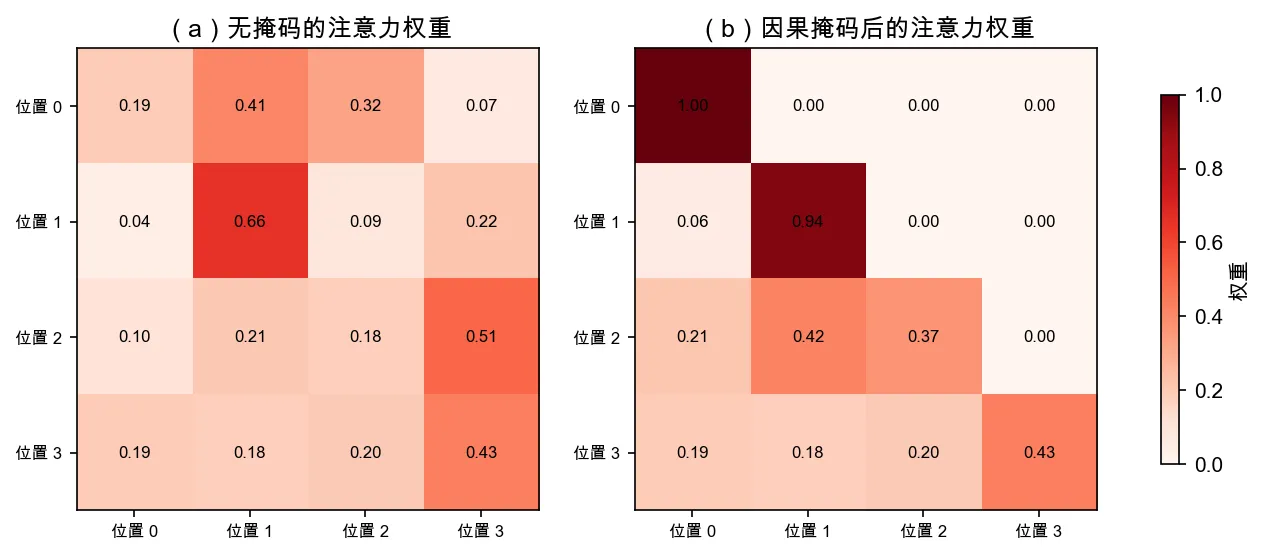 （a）无掩码的注意力权重
位置 0 0.19 0.41 0.32 0.07
位置 1 0.04 0.66 0.09 0.22
位置 2 0.10 0.21 0.18 0.51
位置 3 0.19 0.18 0.20 0.43
位置 0 位置 1 位置 2 位置 3
（b）因果掩码后的注意力权重
位置 0 1.00 0.00 0.00 0.00
位置 1 0.06 0.94 0.00 0.00
位置 2 0.21 0.42 0.37 0.00
位置 3 0.19 0.18 0.20 0.43
位置 0 位置 1 位置 2 位置 3
1.0
0.8
0.6
0.4
0.2
0.0
权重